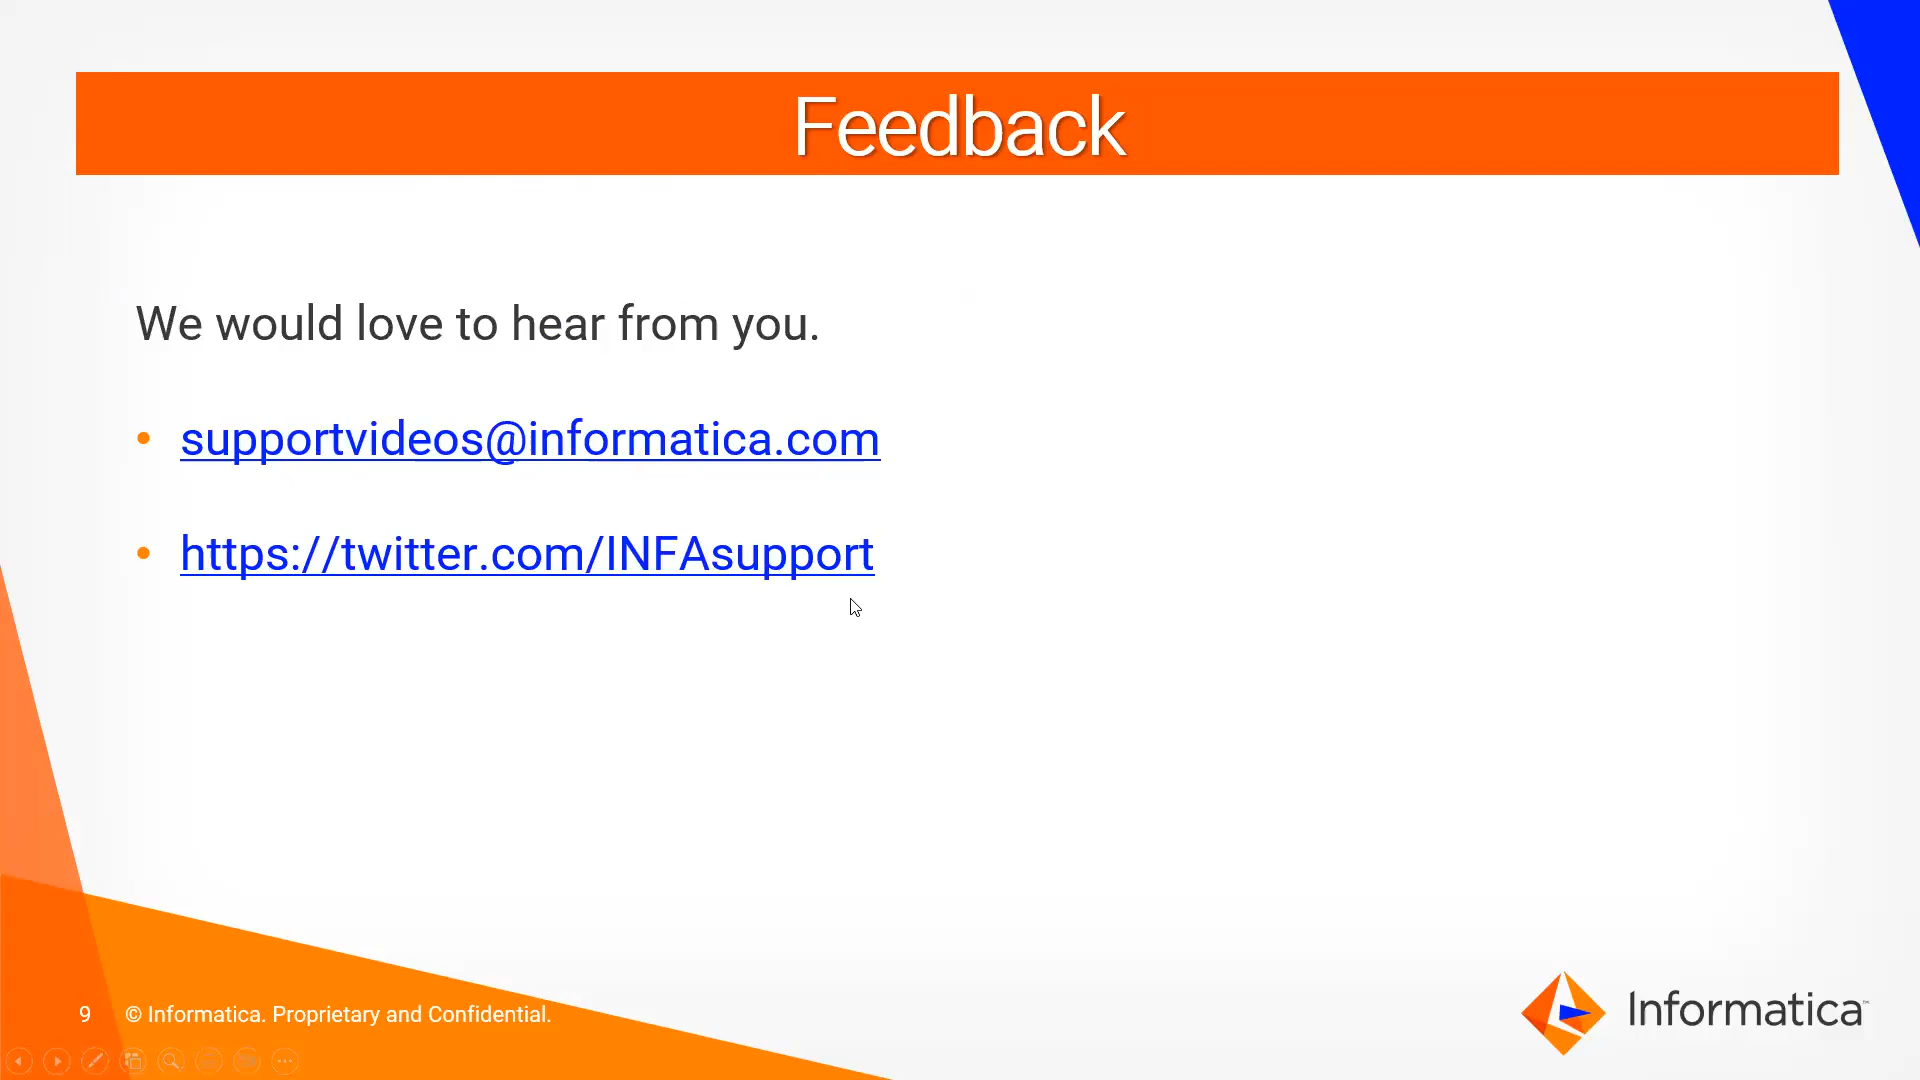 Feedback
We would love to hear from you.
• supportvideos@informatica.com
• https://twitter.com/INFAsupport
9 © Informatica. Proprietary and Confidential.
Informatica™